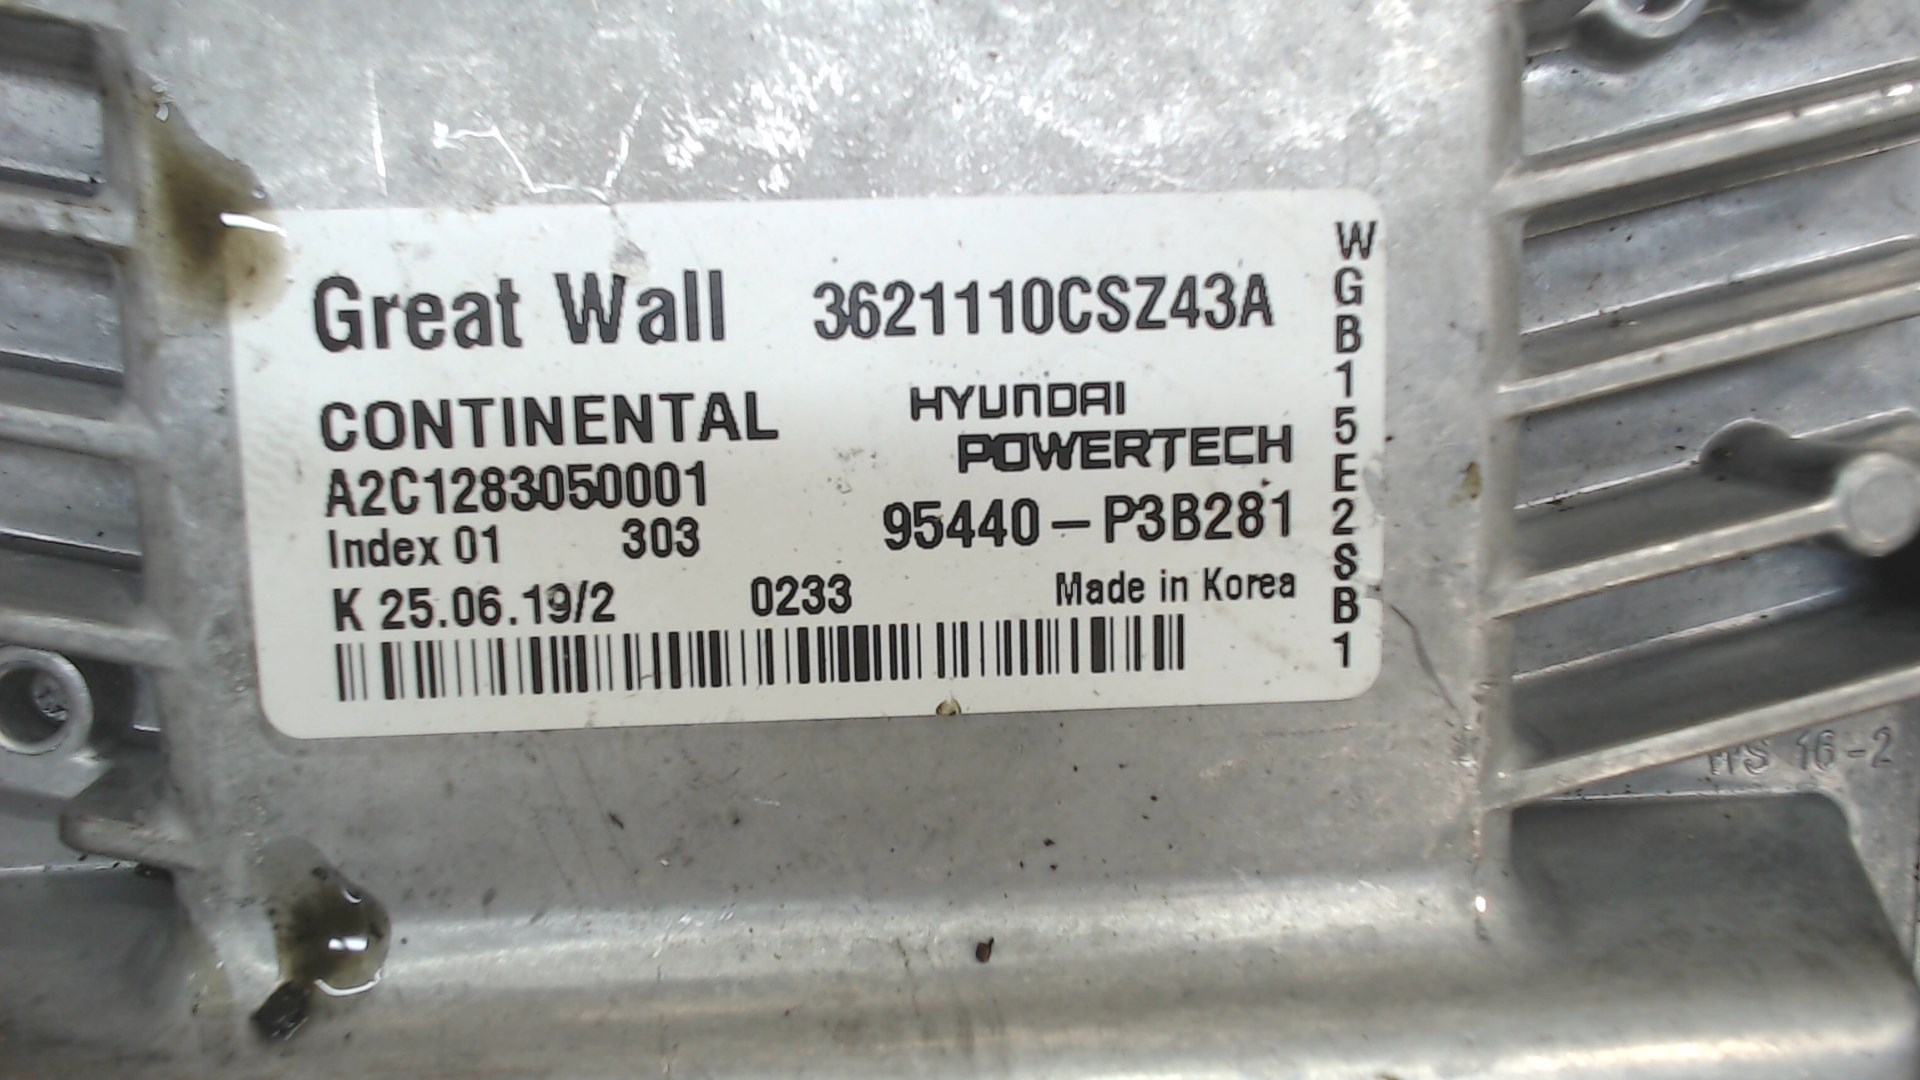 Great Wall 3621110CSZ43A
CONTINENTAL HYUNDAI
POWERTECH
A2C1283050001
Index 01 303 95440-P3B281
K 25.06.19/2 0233 Made in Korea
WGB15E2SB1
16-2